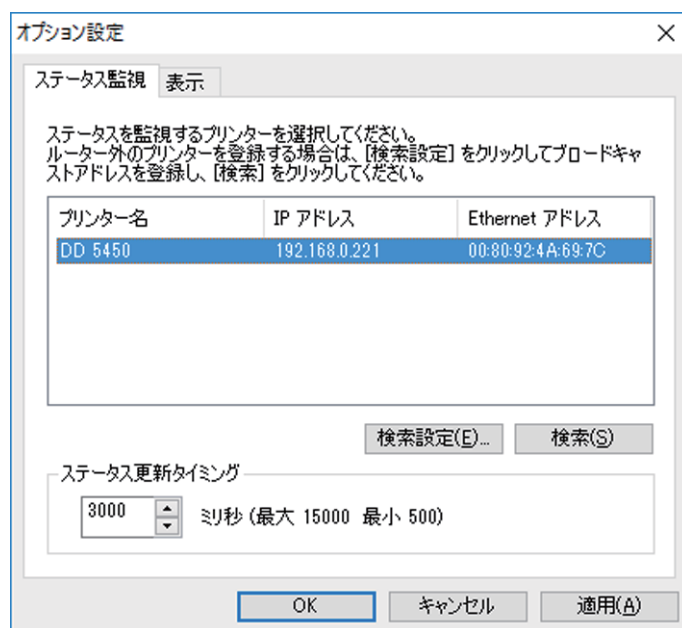 オプション設定
ステータス監視 表示
ステータスを監視するプリンターを選択してください。
ルーター外のプリンターを登録する場合は、[検索設定] をクリックしてブロードキャ
ストアドレスを登録し、[検索] をクリックしてください。
プリンター名 IP アドレス Ethernet アドレス
DD 5450 192.168.0.221 00:80:92:4A:69:7C
検索設定(E)... 検索(S)
ステータス更新タイミング
3000 ミリ秒 (最大 15000 最小 500)
OK キャンセル 適用(A)